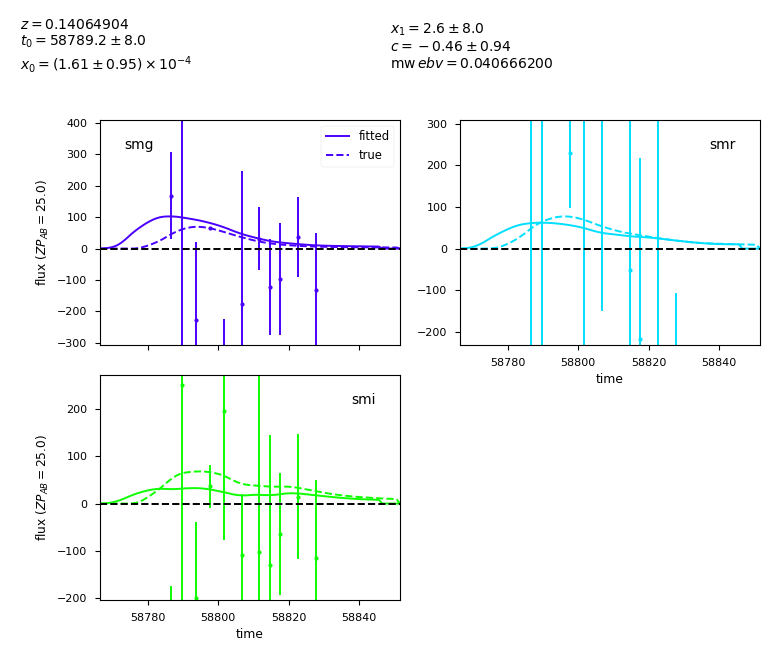 z = 0.14064904
t₀ = 58789.2 ± 8.0
x₀ = (1.61 ± 0.95) × 10⁻⁴
x₁ = 2.6 ± 8.0
c = −0.46 ± 0.94
mw ebv = 0.040666200
smg
fitted
true
400
300
200
100
0
−100
−200
−300
flux (ZP_AB = 25.0)
smr
300
200
100
0
−100
−200
58780 58800 58820 58840
time
smi
200
100
0
−100
−200
flux (ZP_AB = 25.0)
58780 58800 58820 58840
time